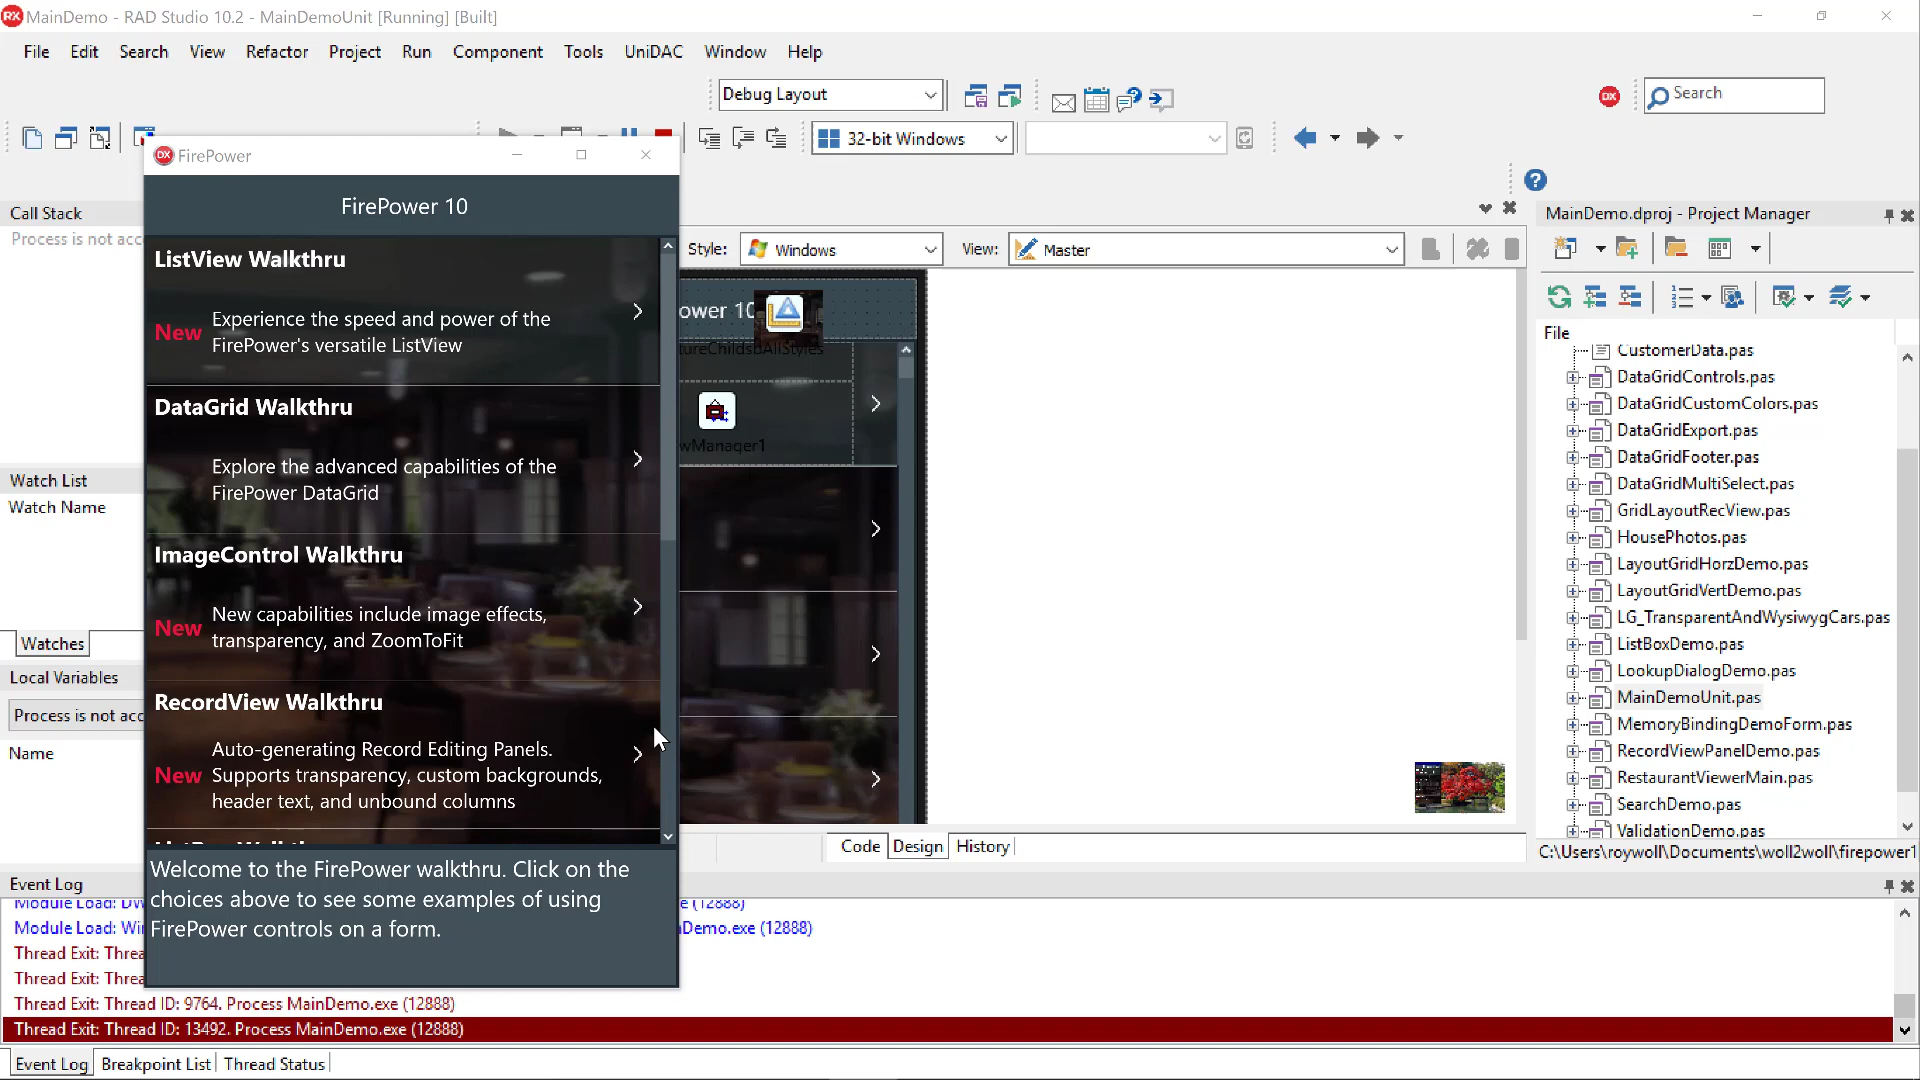 MainDemo - RAD Studio 10.2 - MainDemoUnit [Running] [Built]
File Edit Search View Refactor Project Run Component Tools UniDAC Window Help
Debug Layout
Search
32-bit Windows
FirePower
FirePower 10
ListView Walkthru
New
Experience the speed and power of the
FirePower's versatile ListView
DataGrid Walkthru
Explore the advanced capabilities of the
FirePower DataGrid
ImageControl Walkthru
New
New capabilities include image effects,
transparency, and ZoomToFit
RecordView Walkthru
New
Auto-generating Record Editing Panels.
Supports transparency, custom backgrounds,
header text, and unbound columns
Welcome to the FirePower walkthru. Click on the
choices above to see some examples of using
FirePower controls on a form.
Call Stack
Process is not acc
Watch List
Watch Name
Watches
Local Variables
Process is not acc
Name
Style: Windows
View: Master
ower 10
tureChildsbAllStyles
wManager1
Code Design History
MainDemo.dproj - Project Manager
File
CustomerData.pas
DataGridControls.pas
DataGridCustomColors.pas
DataGridExport.pas
DataGridFooter.pas
DataGridMultiSelect.pas
GridLayoutRecView.pas
HousePhotos.pas
LayoutGridHorzDemo.pas
LayoutGridVertDemo.pas
LG_TransparentAndWysiwygCars.pas
ListBoxDemo.pas
LookupDialogDemo.pas
MainDemoUnit.pas
MemoryBindingDemoForm.pas
RecordViewPanelDemo.pas
RestaurantViewerMain.pas
SearchDemo.pas
ValidationDemo.pas
C:\Users\roywoll\Documents\woll2woll\firepower1
Event Log
Module Load: DW
e (12888)
Module Load: Wi
Demo.exe (12888)
Thread Exit: Threa
Thread Exit: Threa
Thread Exit: Thread ID: 9764. Process MainDemo.exe (12888)
Thread Exit: Thread ID: 13492. Process MainDemo.exe (12888)
Event Log Breakpoint List Thread Status